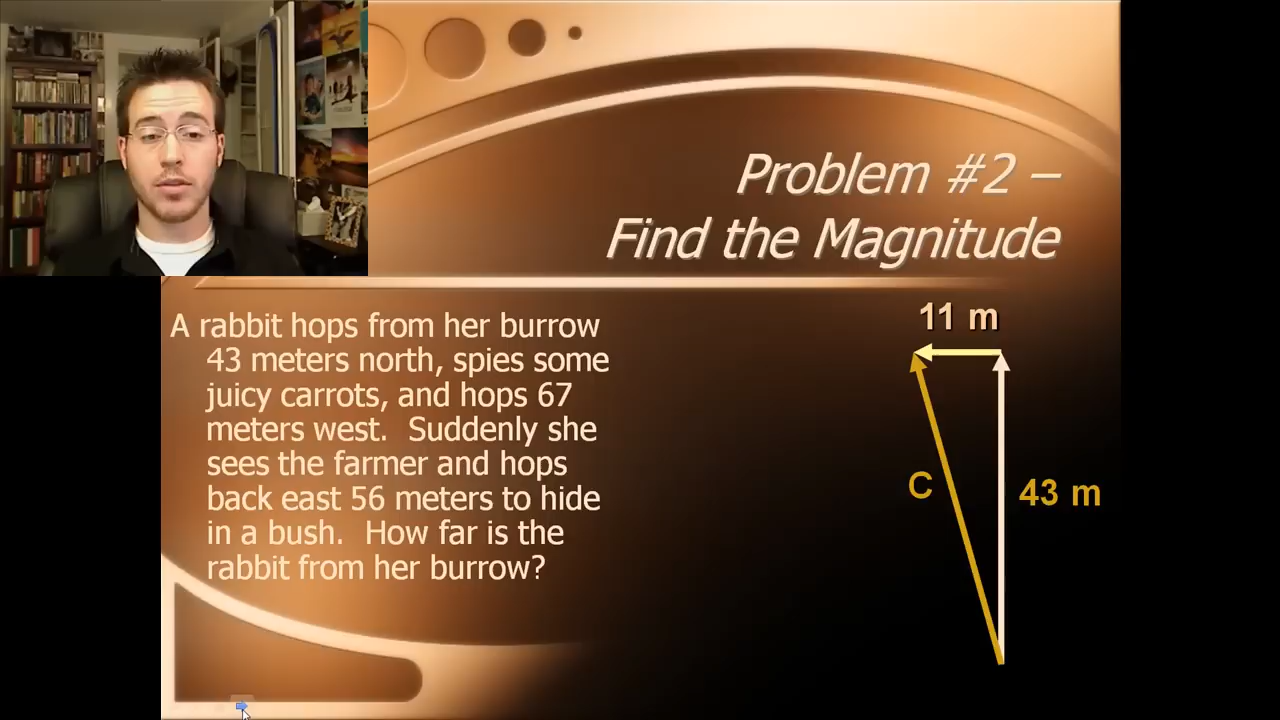 Problem #2 –
Find the Magnitude
A rabbit hops from her burrow
43 meters north, spies some
juicy carrots, and hops 67
meters west.  Suddenly she
sees the farmer and hops
back east 56 meters to hide
in a bush.  How far is the
rabbit from her burrow?
11 m
C
43 m